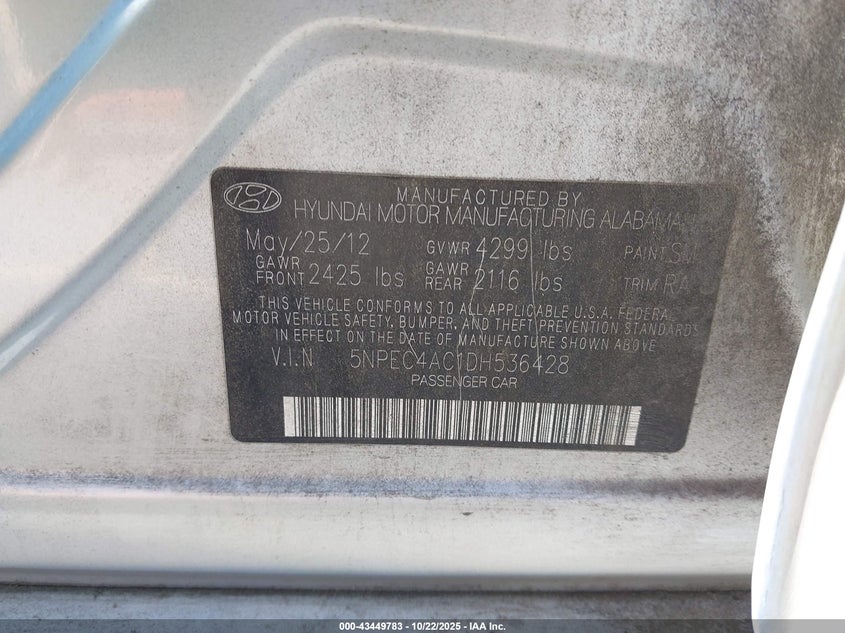 MANUFACTURED BY
HYUNDAI MOTOR MANUFACTURING ALABAMA
May/25/12 GVWR 4299 lbs PAINT
GAWR FRONT 2425 lbs GAWR REAR 2116 lbs TRIM RA
THIS VEHICLE CONFORMS TO ALL APPLICABLE U.S.A. FEDERAL
MOTOR VEHICLE SAFETY, BUMPER, AND THEFT PREVENTION STANDARDS
IN EFFECT ON THE DATE OF MANUFACTURE SHOWN ABOVE.
V.I.N 5NPEC4AC1DH536428
PASSENGER CAR
000-43449783 - 10/22/2025 - IAA Inc.